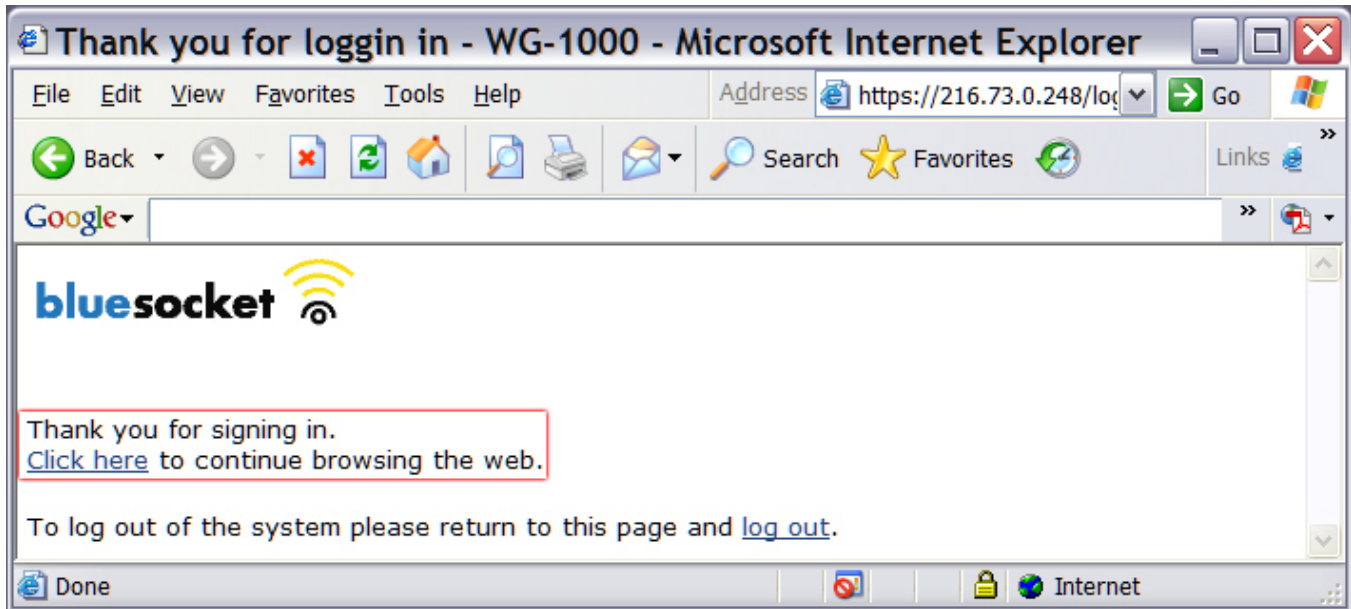 Thank you for loggin in - WG-1000 - Microsoft Internet Explorer
File Edit View Favorites Tools Help Address https://216.73.0.248/log Go
Back Search Favorites Links »
Google »
bluesocket
Thank you for signing in.
Click here to continue browsing the web.
To log out of the system please return to this page and log out.
Done Internet